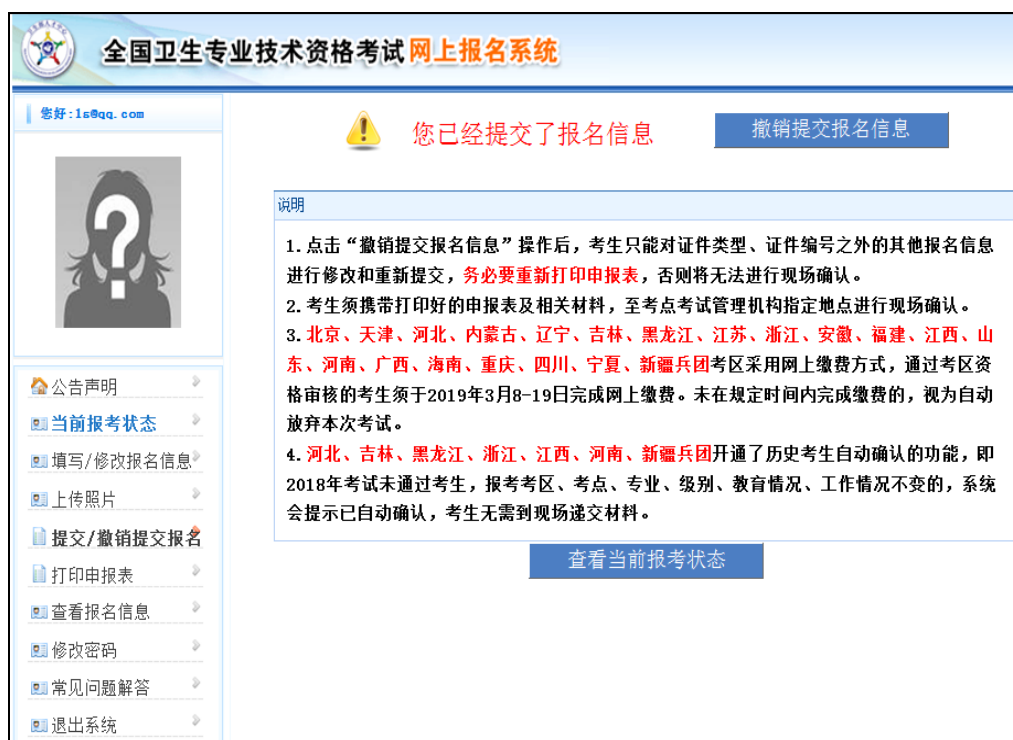 全国卫生专业技术资格考试网上报名系统
您好:1s@qq.com
您已经提交了报名信息
撤销提交报名信息
说明
1.点击“撤销提交报名信息”操作后，考生只能对证件类型、证件编号之外的其他报名信息
进行修改和重新提交，务必要重新打印申报表，否则将无法进行现场确认。
2.考生须携带打印好的申报表及相关材料，至考点考试管理机构指定地点进行现场确认。
3.北京、天津、河北、内蒙古、辽宁、吉林、黑龙江、江苏、浙江、安徽、福建、江西、山
东、河南、广西、海南、重庆、四川、宁夏、新疆兵团考区采用网上缴费方式，通过考区资
格审核的考生须于2019年3月8-19日完成网上缴费。未在规定时间内完成缴费的，视为自动
放弃本次考试。
4.河北、吉林、黑龙江、浙江、江西、河南、新疆兵团开通了历史考生自动确认的功能，即
2018年考试未通过考生，报考考区、考点、专业、级别、教育情况、工作情况不变的，系统
会提示已自动确认，考生无需到现场递交材料。
查看当前报考状态
公告声明
当前报考状态
填写/修改报名信息
上传照片
提交/撤销提交报名
打印申报表
查看报名信息
修改密码
常见问题解答
退出系统